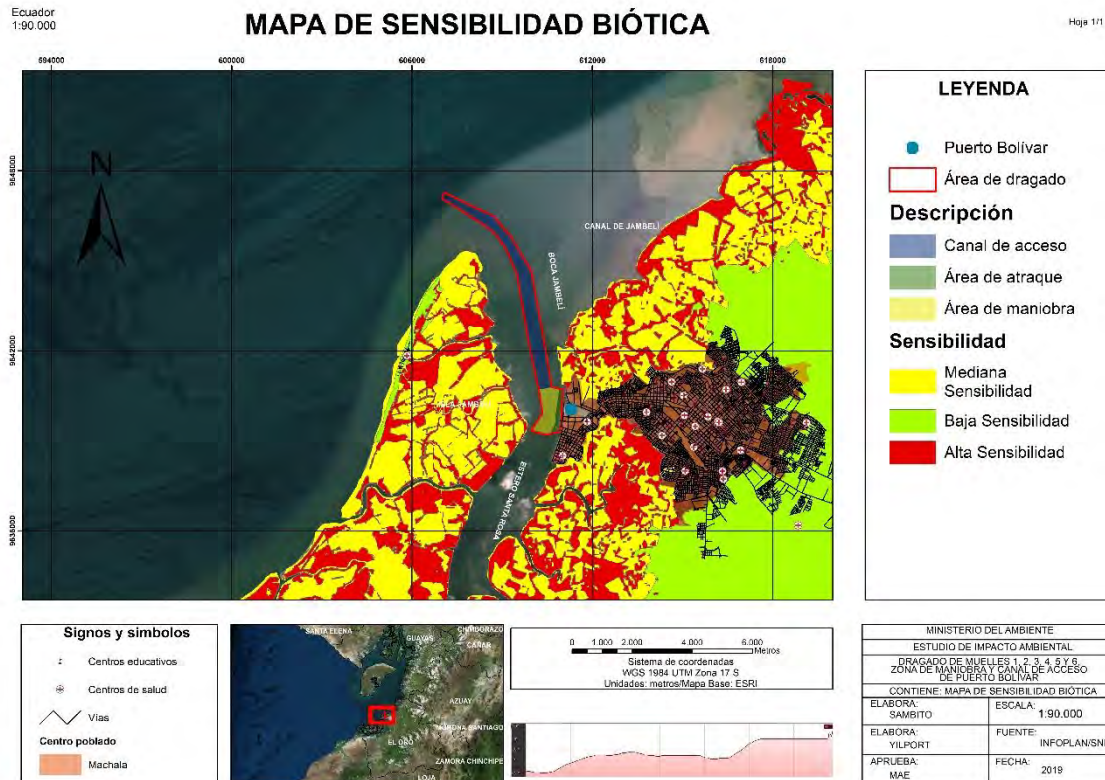 Ecuador
1:90.000
MAPA DE SENSIBILIDAD BIÓTICA
Hoja 1/1
594000
600000
606000
612000
618000
9648000
9642000
9636000
N
CANAL DE JAMBELÍ
BOCA JAMBELÍ
ESTERO SANTA ROSA
LEYENDA
Puerto Bolívar
Área de dragado
Descripción
Canal de acceso
Área de atraque
Área de maniobra
Sensibilidad
Mediana
Sensibilidad
Baja Sensibilidad
Alta Sensibilidad
Signos y simbolos
Centros educativos
Centros de salud
Vías
Centro poblado
Machala
SANTA ELENA
GUAYAS
CHIMBORAZO
CAÑAR
AZUAY
MORONA SANTIAGO
EL ORO
ZAMORA CHINCHIPE
LOJA
0 1.000 2.000 4.000 6.000
Metros
Sistema de coordenadas
WGS 1984 UTM Zona 17 S
Unidades: metros/Mapa Base: ESRI
MINISTERIO DEL AMBIENTE
ESTUDIO DE IMPACTO AMBIENTAL
DRAGADO DE MUELLES 1, 2, 3, 4, 5 Y 6,
ZONA DE MANIOBRA Y CANAL DE ACCESO
DE PUERTO BOLÍVAR
CONTIENE: MAPA DE SENSIBILIDAD BIÓTICA
ELABORA:
SAMBITO
ESCALA:
1:90.000
ELABORA:
YILPORT
FUENTE:
INFOPLAN/SNI
APRUEBA:
MAE
FECHA:
2019